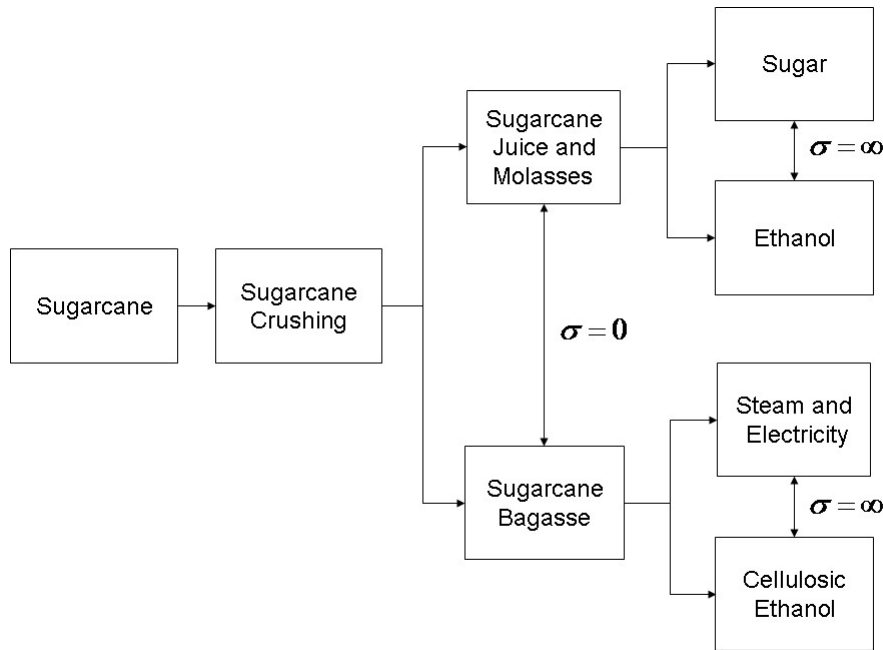 Sugarcane
Sugarcane
Crushing
Sugarcane
Juice and
Molasses
σ = 0
Sugarcane
Bagasse
Sugar
σ = ∞
Ethanol
Steam and
Electricity
σ = ∞
Cellulosic
Ethanol